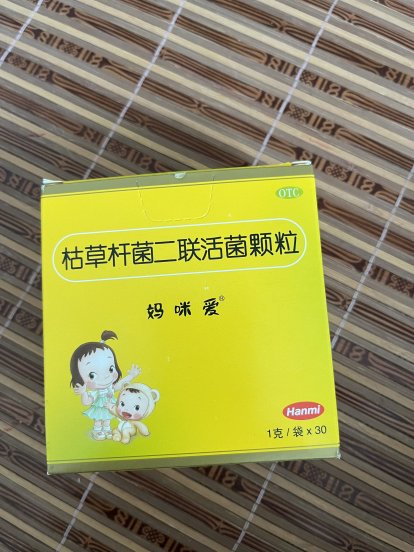 OTC
枯草杆菌二联活菌颗粒
妈咪爱®
Hanmi
1克/袋x30